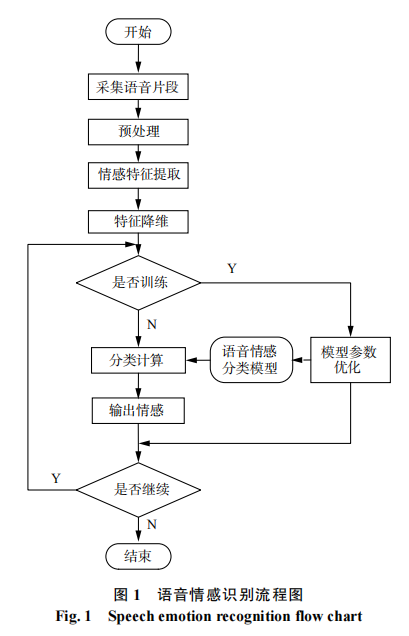 开始
采集语音片段
预处理
情感特征提取
特征降维
是否训练
Y
N
分类计算
语音情感
分类模型
模型参数
优化
输出情感
Y
是否继续
N
结束
图 1 语音情感识别流程图
Fig. 1 Speech emotion recognition flow chart